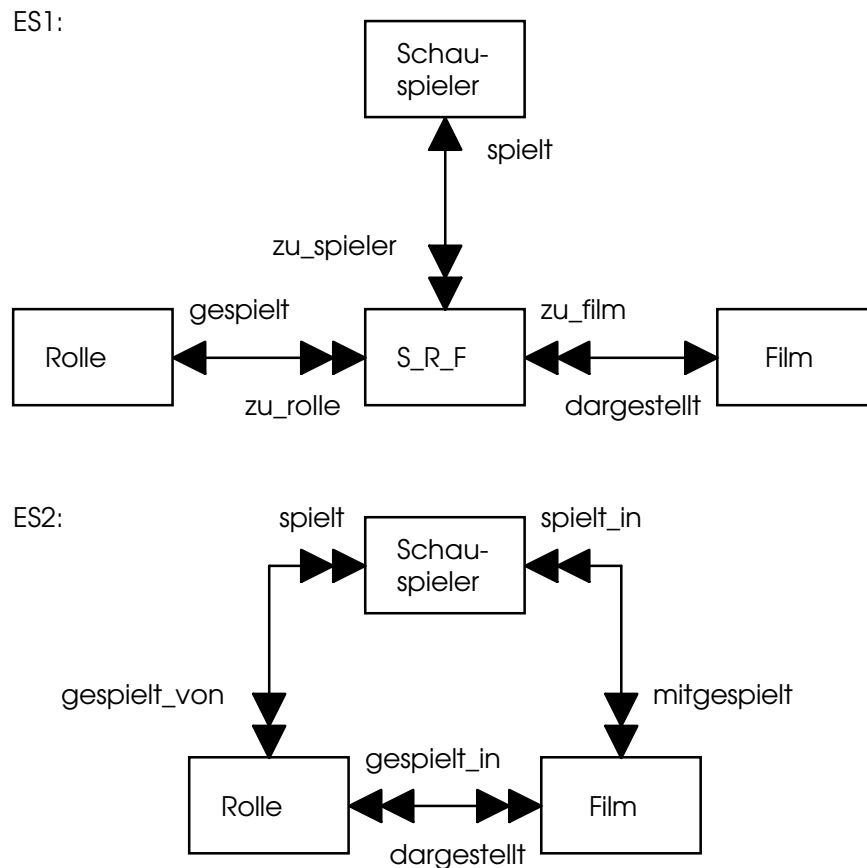 ES1:
Schau-
spieler
spielt
zu_spieler
gespielt
zu_film
Rolle
S_R_F
Film
zu_rolle
dargestellt
ES2:
spielt
Schau-
spieler
spielt_in
gespielt_von
mitgespielt
gespielt_in
Rolle
Film
dargestellt